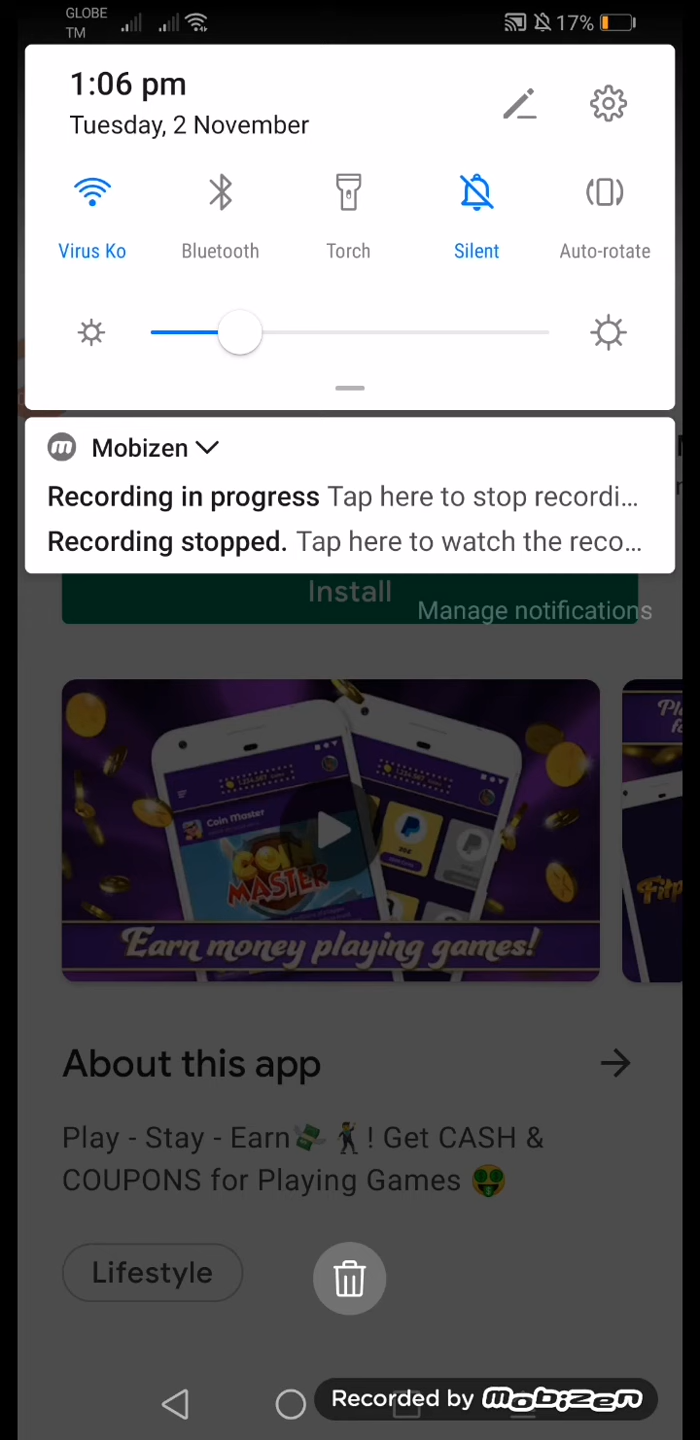 GLOBE
TM
17%
1:06 pm
Tuesday, 2 November
Virus Ko
Bluetooth
Torch
Silent
Auto-rotate
Mobizen
Recording in progress Tap here to stop recordi...
Recording stopped. Tap here to watch the reco...
Install
Manage notifications
Coin Master
COIN
MASTER
Earn money playing games!
About this app
Play - Stay - Earn💸🕺! Get CASH &
COUPONS for Playing Games 🤑
Lifestyle
Recorded by mobizen